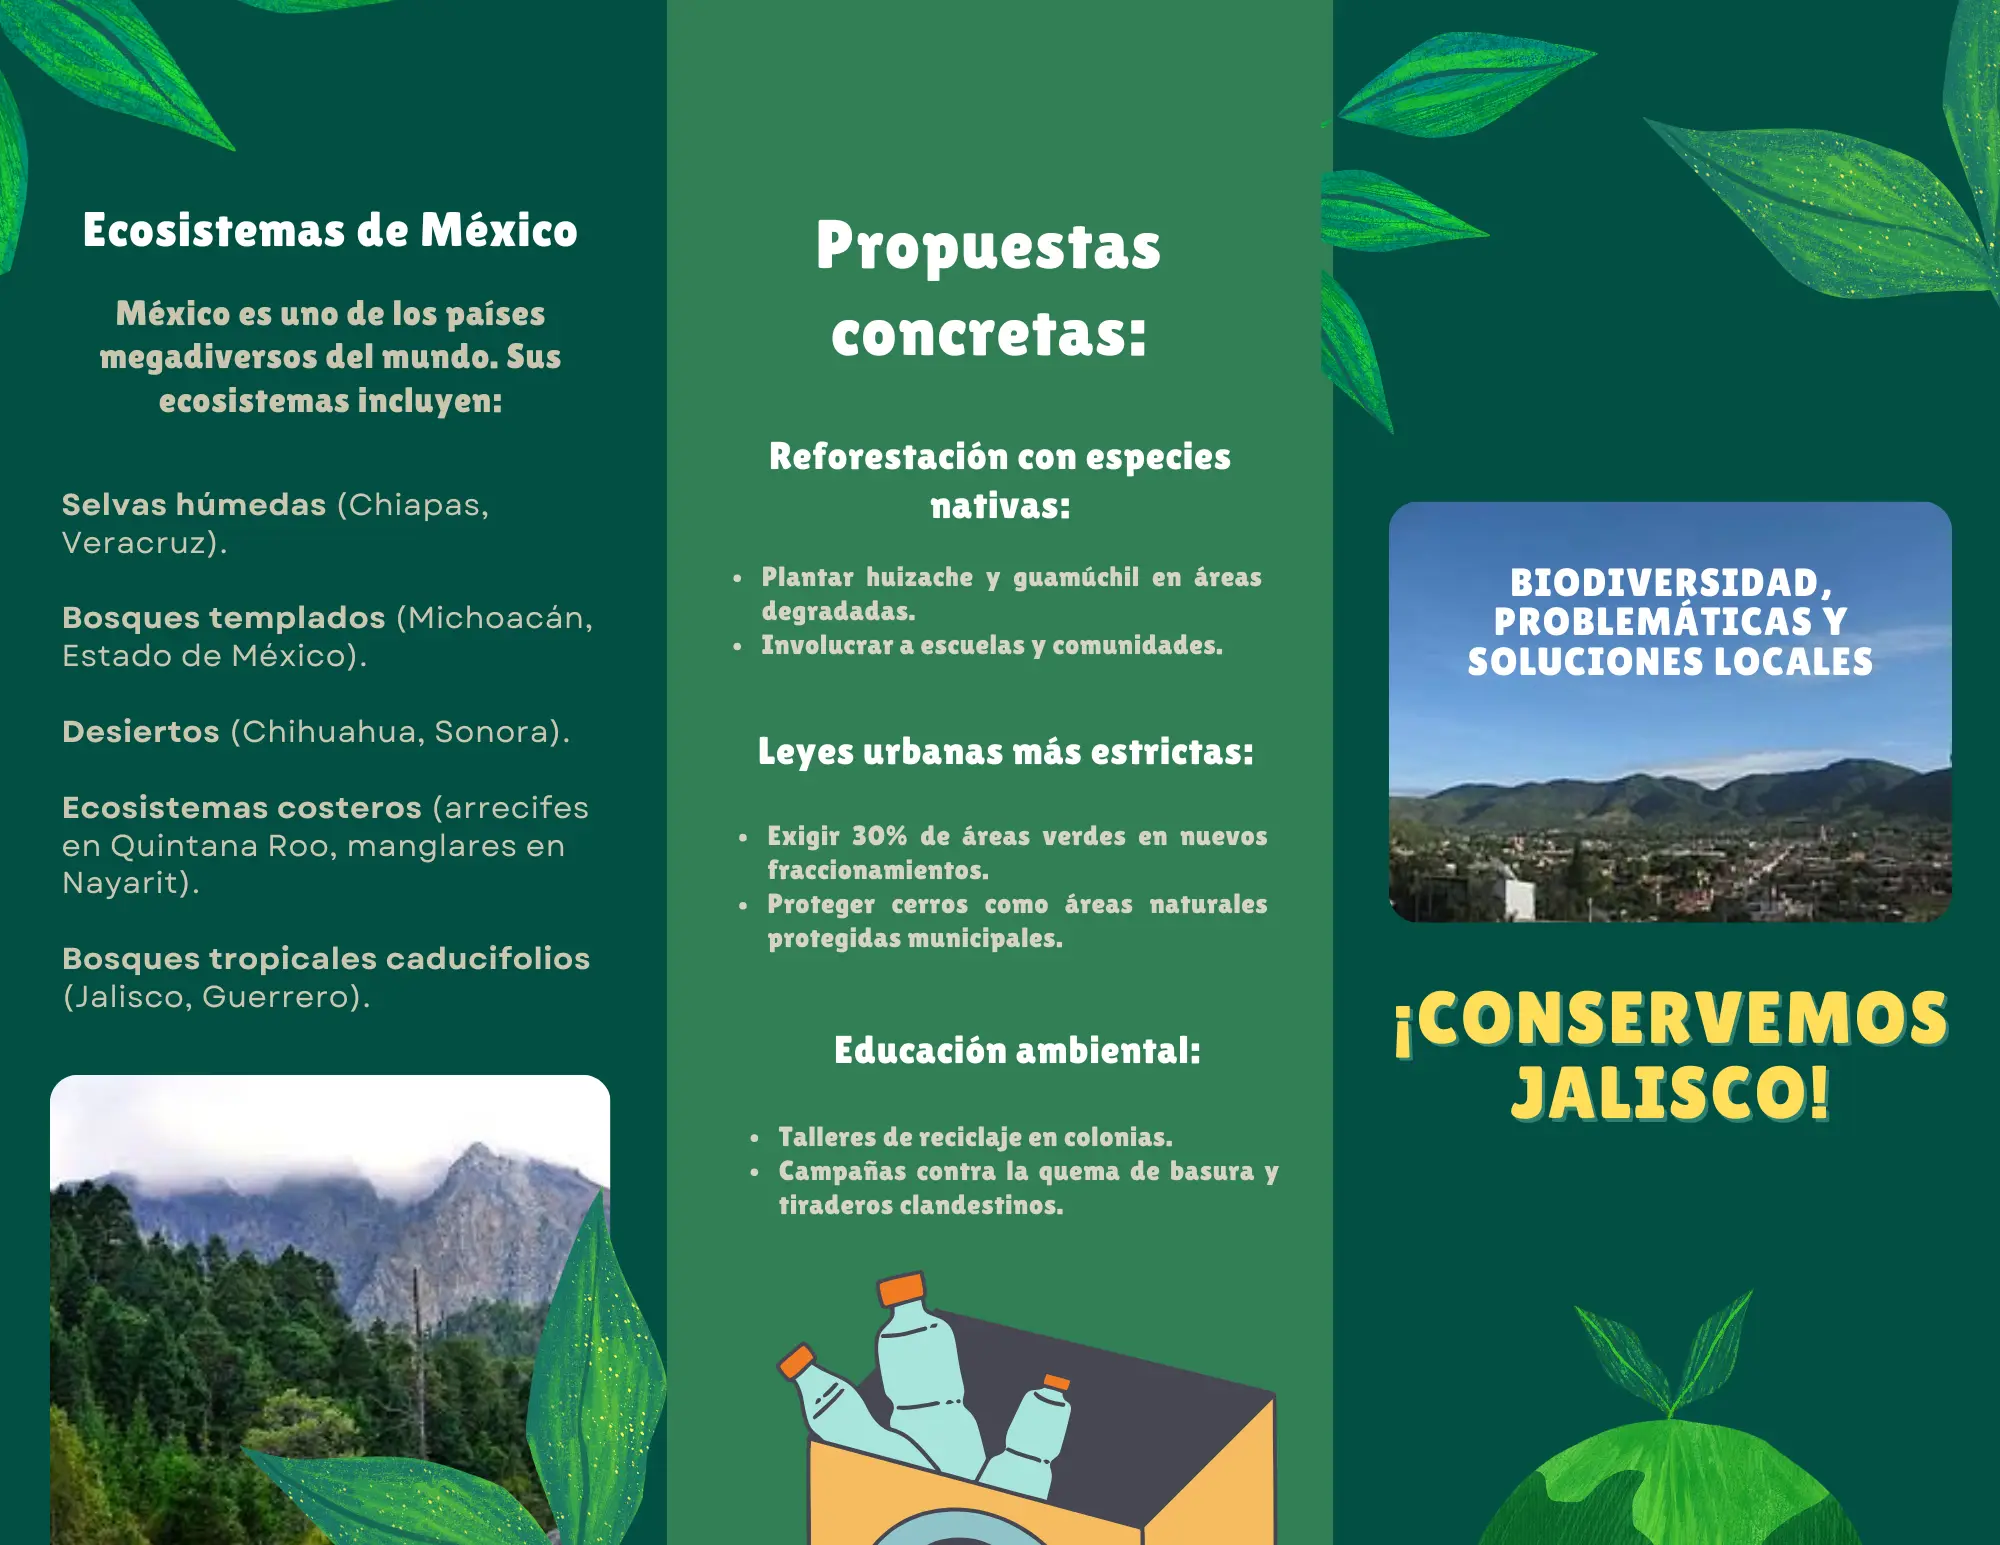 Ecosistemas de México
México es uno de los países
megadiversos del mundo. Sus
ecosistemas incluyen:
Selvas húmedas (Chiapas,
Veracruz).
Bosques templados (Michoacán,
Estado de México).
Desiertos (Chihuahua, Sonora).
Ecosistemas costeros (arrecifes
en Quintana Roo, manglares en
Nayarit).
Bosques tropicales caducifolios
(Jalisco, Guerrero).
Propuestas
concretas:
Reforestación con especies
nativas:
• Plantar huizache y guamúchil en áreas
degradadas.
• Involucrar a escuelas y comunidades.
Leyes urbanas más estrictas:
• Exigir 30% de áreas verdes en nuevos
fraccionamientos.
• Proteger cerros como áreas naturales
protegidas municipales.
Educación ambiental:
• Talleres de reciclaje en colonias.
• Campañas contra la quema de basura y
tiraderos clandestinos.
BIODIVERSIDAD,
PROBLEMÁTICAS Y
SOLUCIONES LOCALES
¡CONSERVEMOS
JALISCO!